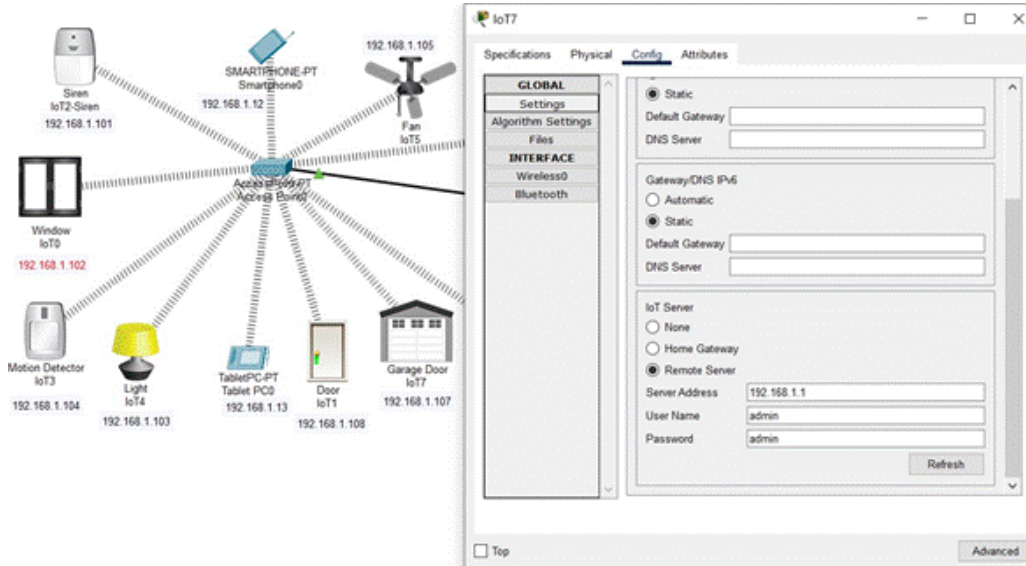 Siren
IoT2-Siren
192.168.1.101
SMARTPHONE-PT
Smartphone0
192.168.1.12
192.168.1.105
Fan
IoT5
AccessPoint-PT
Access Point
Window
IoT0
192.168.1.102
Motion Detector
IoT3
192.168.1.104
Light
IoT4
192.168.1.103
TabletPC-PT
Tablet PC0
192.168.1.13
Door
IoT1
192.168.1.108
Garage Door
IoT7
192.168.1.107
IoT7
Specifications Physical Config Attributes
GLOBAL
Settings
Algorithm Settings
Files
INTERFACE
Wireless0
Bluetooth
Static
Default Gateway
DNS Server
Gateway/DNS IPv6
Automatic
Static
Default Gateway
DNS Server
IoT Server
None
Home Gateway
Remote Server
Server Address 192.168.1.1
User Name admin
Password admin
Refresh
Top
Advanced